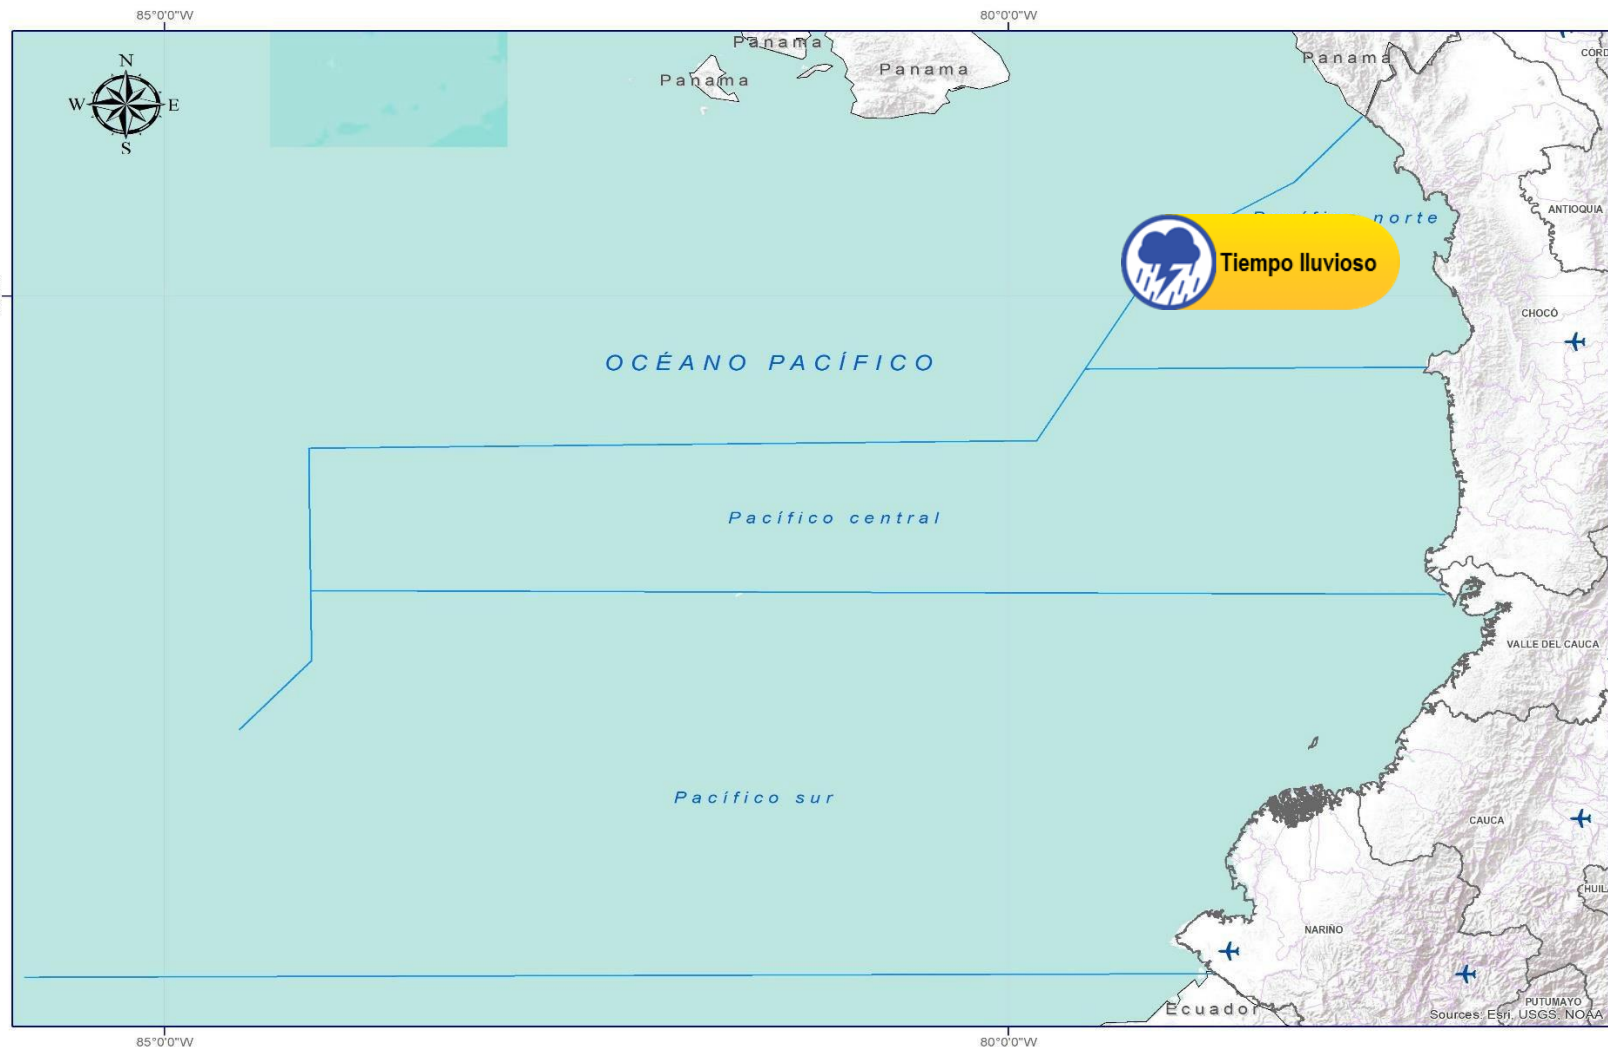 85°0'0"W
80°0'0"W
N
W
E
S
Panama
Panama
Panama
Panama
CORD
ANTIOQUIA
norte
Tiempo lluvioso
CHOCÓ
OCÉANO PACÍFICO
Pacífico central
VALLE DEL CAUCA
Pacífico sur
CAUCA
HUIL
NARIÑO
PUTUMAYO
Ecuador
Sources: Esri, USGS, NOAA
85°0'0"W
80°0'0"W